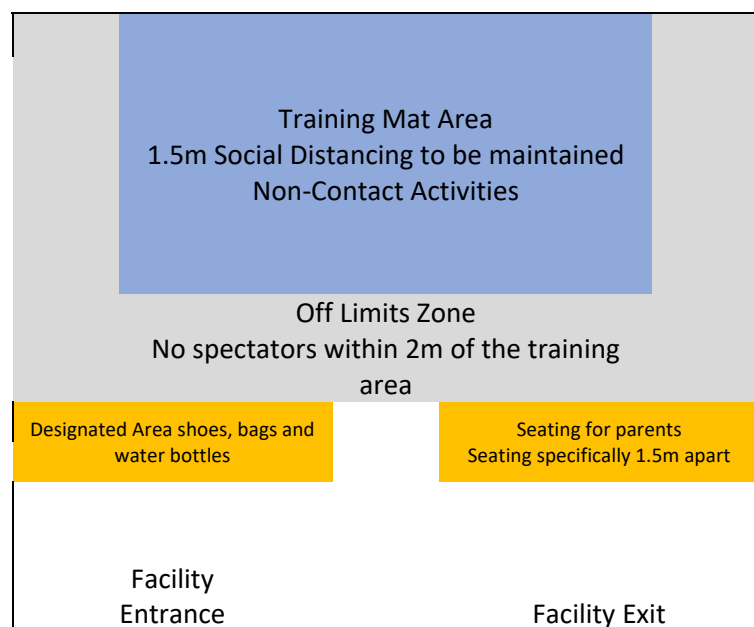 Training Mat Area
1.5m Social Distancing to be maintained
Non-Contact Activities
Off Limits Zone
No spectators within 2m of the training
area
Designated Area shoes, bags and
water bottles
Seating for parents
Seating specifically 1.5m apart
Facility
Entrance
Facility Exit